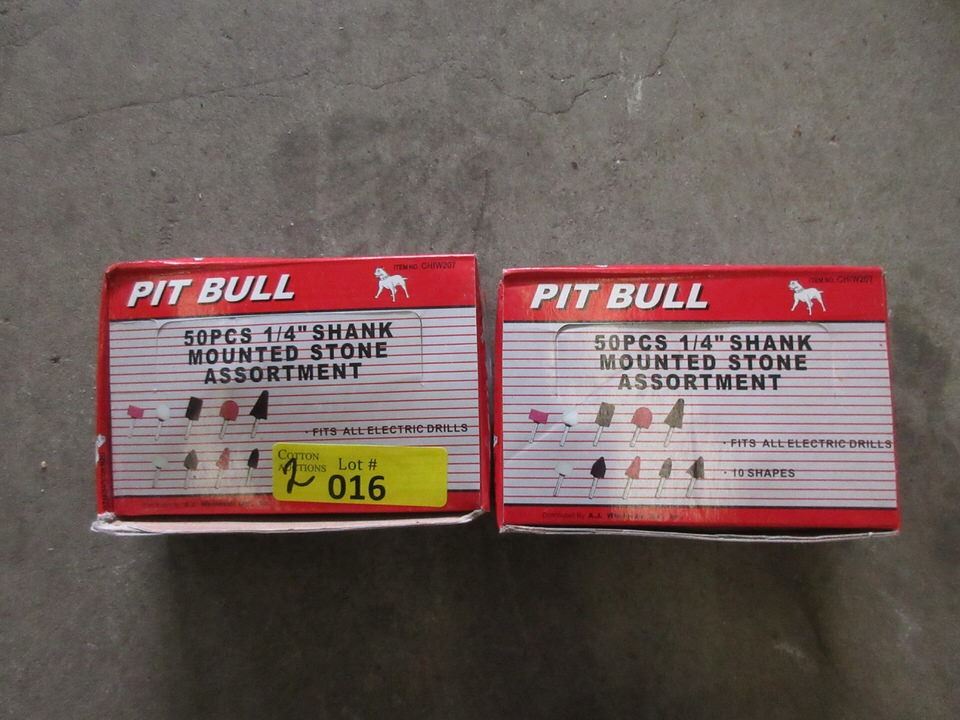 PIT BULL
ITEM NO. CHIW207
50PCS 1/4" SHANK
MOUNTED STONE
ASSORTMENT
· FITS ALL ELECTRIC DRILLS
COTTON
AUCTIONS
2
Lot #
016
PIT BULL
ITEM NO. CHIW207
50PCS 1/4" SHANK
MOUNTED STONE
ASSORTMENT
· FITS ALL ELECTRIC DRILLS
· 10 SHAPES
Distributed By A.J.